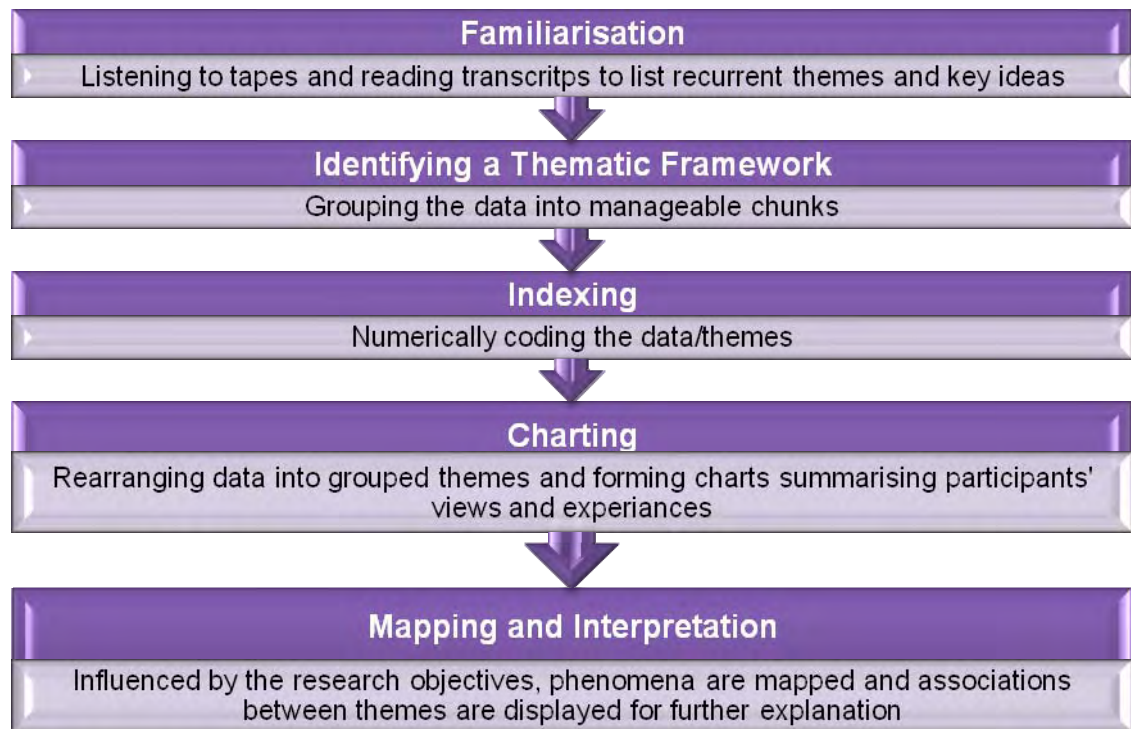 Familiarisation
Listening to tapes and reading transcritps to list recurrent themes and key ideas
Identifying a Thematic Framework
Grouping the data into manageable chunks
Indexing
Numerically coding the data/themes
Charting
Rearranging data into grouped themes and forming charts summarising participants'
views and experiances
Mapping and Interpretation
Influenced by the research objectives, phenomena are mapped and associations
between themes are displayed for further explanation